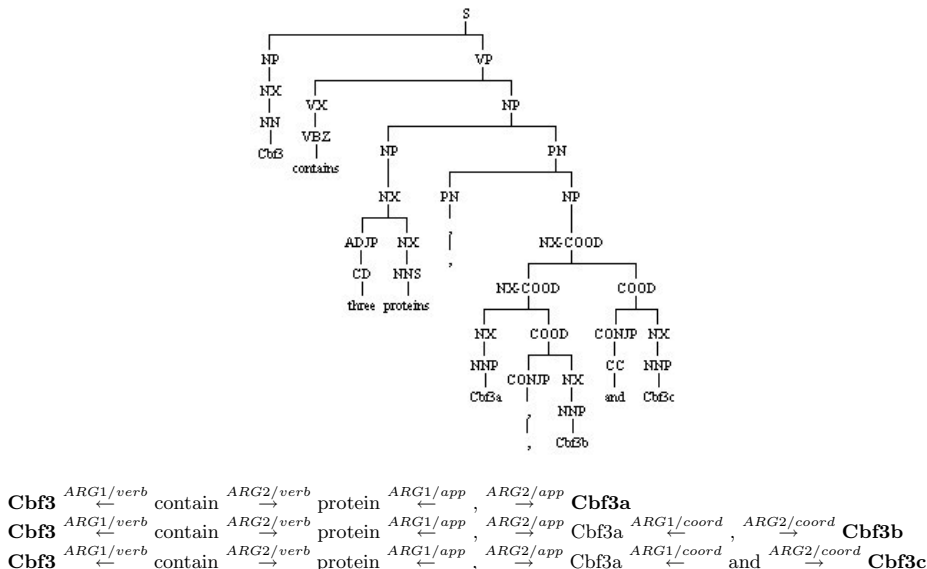 S
NP VP
NX VX NP
NN VBZ NP PN
Cbf3 contains
NX PN NP
ADJP NX , NX-COOD
CD NNS , NX-COOD COOD
three proteins
NX COOD CONJP NX
NNP CONJP NX CC NNP
Cbf3a , NNP and Cbf3c
, Cbf3b
Cbf3 ARG1/verb ← contain ARG2/verb → protein ARG1/app ← , ARG2/app → Cbf3a
Cbf3 ARG1/verb ← contain ARG2/verb → protein ARG1/app ← , ARG2/app → Cbf3a ARG1/coord ← , ARG2/coord → Cbf3b
Cbf3 ARG1/verb ← contain ARG2/verb → protein ARG1/app ← , ARG2/app → Cbf3a ARG1/coord ← and ARG2/coord → Cbf3c